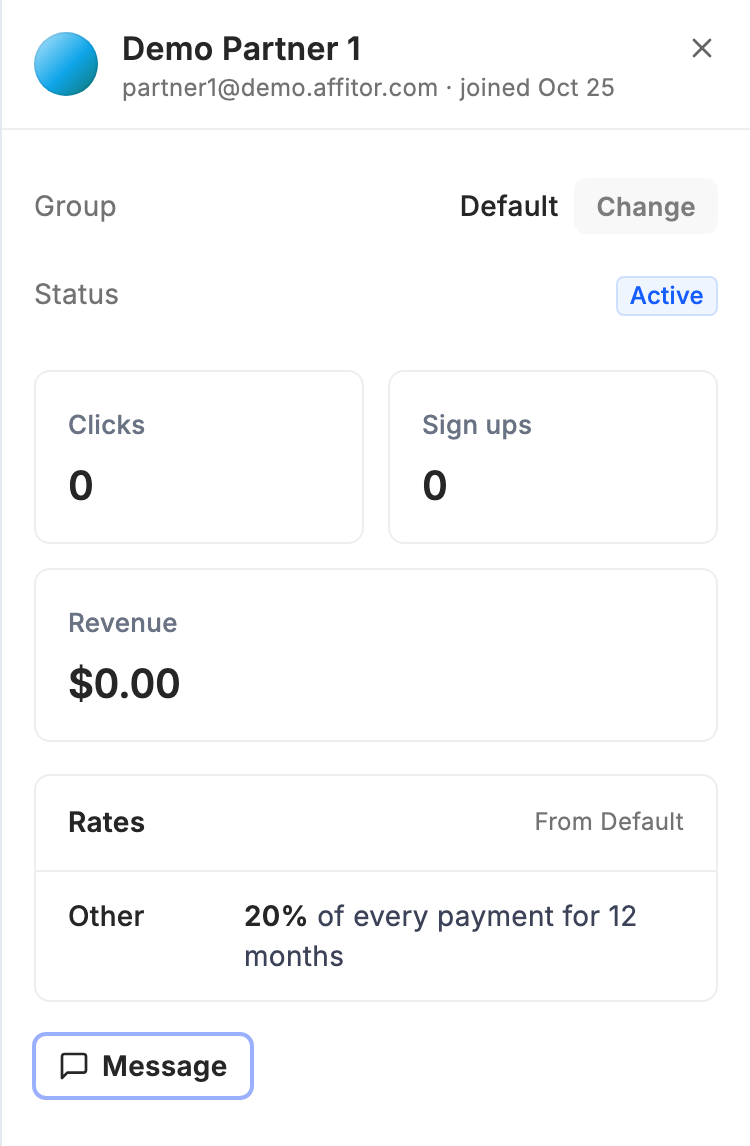 Demo Partner 1
partner1@demo.affitor.com · joined Oct 25
Group Default Change
Status Active
Clicks Sign ups
0 0
Revenue
$0.00
Rates From Default
Other 20% of every payment for 12
months
Message